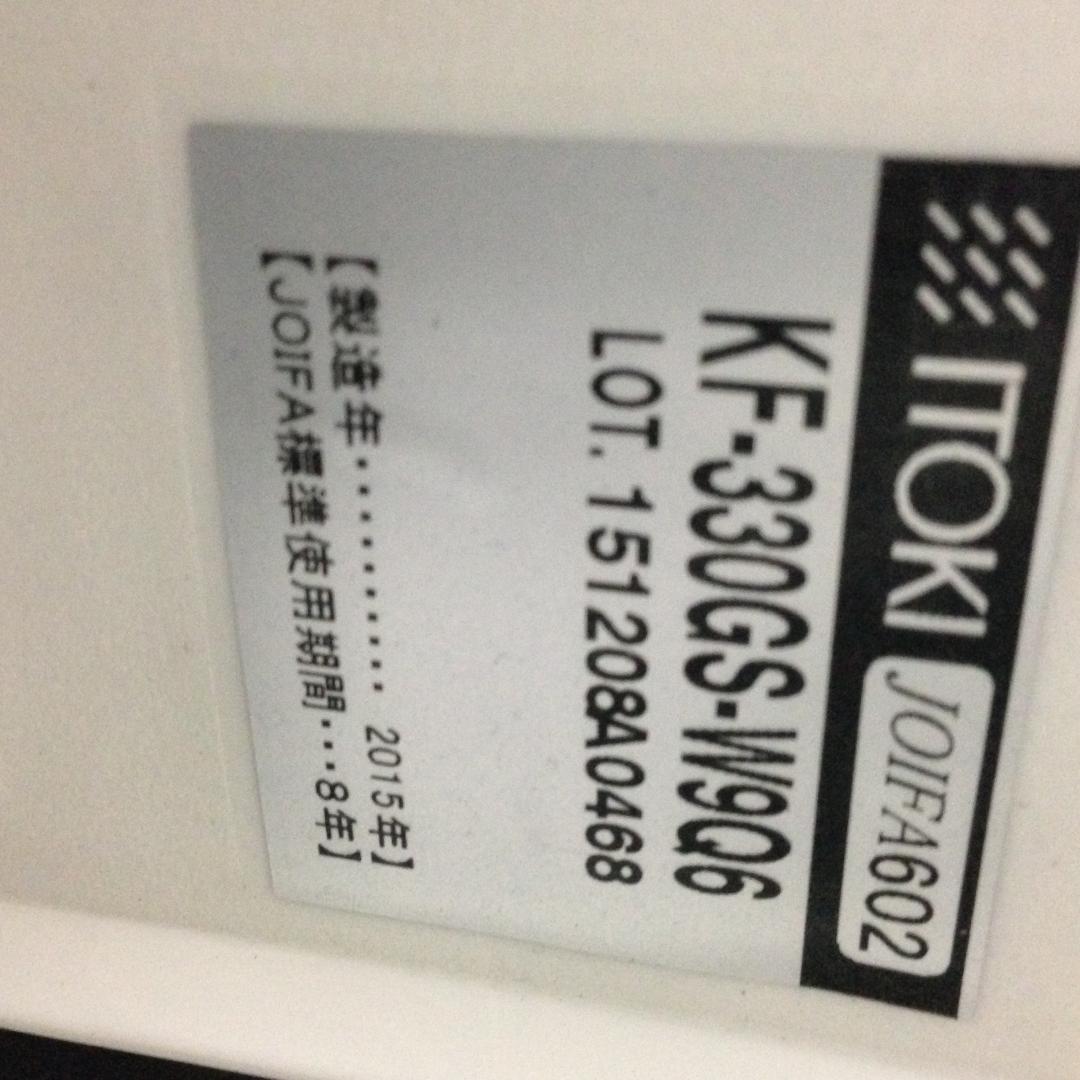 ITOKI JOIFA602
KF-330GS-W9Q6
LOT. 151208A0468
【製造年・・・・・・・・・・・ 2015年】
【JOIFA標準使用期間・・・8年】